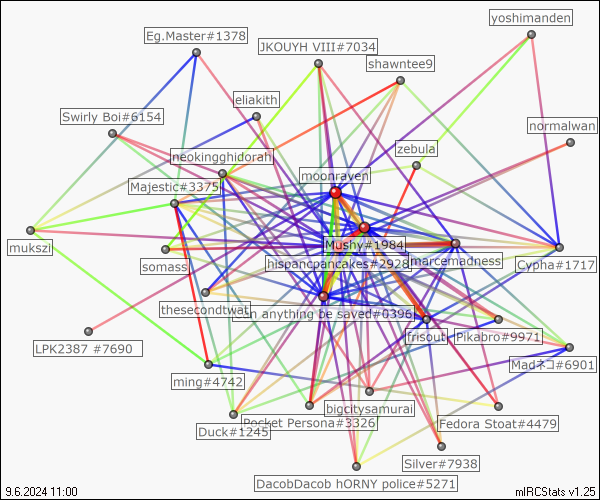 yoshimanden
Eg.Master#1378
JKOUYH VIII#7034
shawntee9
eliakith
Swirly Boi#6154
normalwan
zebula
neokingghidorah
moonraven
Majestic#3375
Mushy#1984
mukszi
somass
hispancpancakes#2928
marcemadness
Cypha#1717
thesecondtwat
can anything be saved#0396
frisout
Pikabro#9971
LPK2387 #7690
Madネコ#6901
ming#4742
bigcitysamurai
Pocket Persona#3326
Fedora Stoat#4479
Duck#1245
Silver#7938
DacobDacob hORNY police#5271
9.6.2024 11:00
mIRCStats v1.25